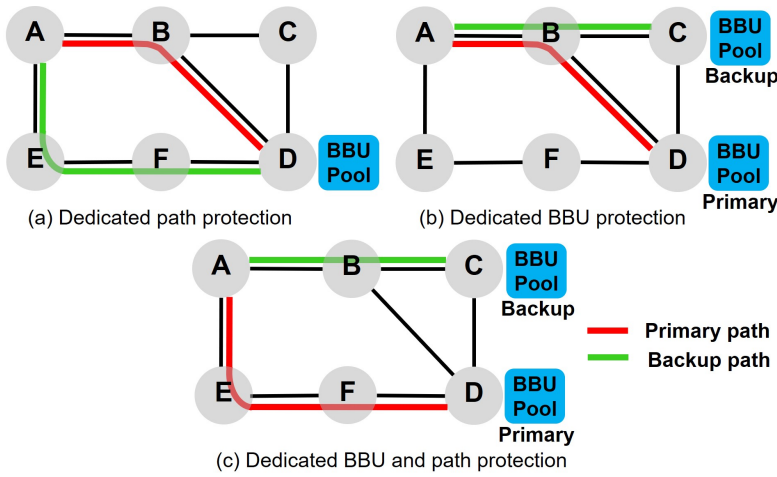 A
B
C
E
F
D
BBU
Pool
(a) Dedicated path protection
A
B
C
BBU
Pool
Backup
E
F
D
BBU
Pool
Primary
(b) Dedicated BBU protection
A
B
C
BBU
Pool
Backup
E
F
D
BBU
Pool
Primary
Primary path
Backup path
(c) Dedicated BBU and path protection